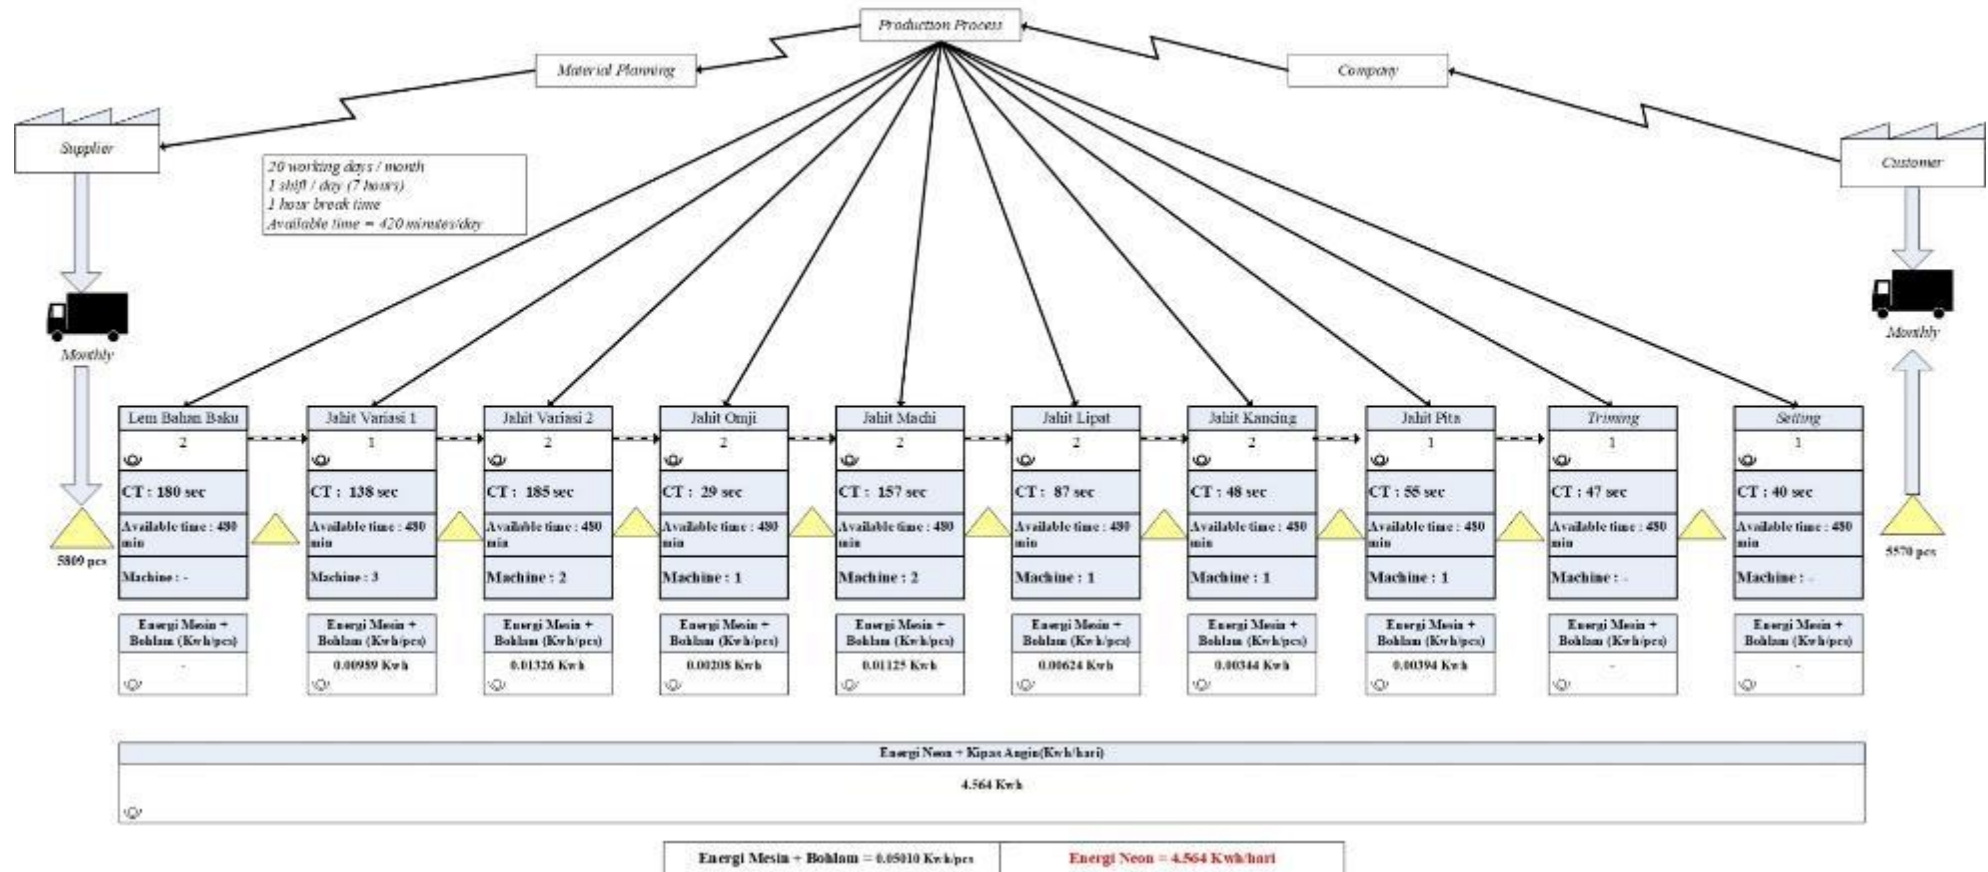 Production Process
Material Planning
Company
Supplier
Customer
20 working days / month
1 shift / day (7 hours)
1 hour break time
Available time = 420 minutes/day
Monthly
Monthly
Lem Bahan Baku
2
CT : 180 sec
Available time : 480
min
Machine : -
Jahit Variasi 1
1
CT : 138 sec
Available time : 480
min
Machine : 3
Jahit Variasi 2
2
CT : 185 sec
Available time : 480
min
Machine : 2
Jahit Omji
2
CT : 29 sec
Available time : 480
min
Machine : 1
Jahit Machi
2
CT : 157 sec
Available time : 480
min
Machine : 2
Jahit Lipat
2
CT : 87 sec
Available time : 480
min
Machine : 1
Jahit Kancing
2
CT : 48 sec
Available time : 480
min
Machine : 1
Jahit Pita
1
CT : 55 sec
Available time : 480
min
Machine : 1
Triming
1
CT : 47 sec
Available time : 480
min
Machine : -
Setting
1
CT : 40 sec
Available time : 480
min
Machine : -
5809 pcs
5570 pcs
Energi Mesin +
Bohlam (Kwh/pcs)
-
Energi Mesin +
Bohlam (Kwh/pcs)
0.00989 Kwh
Energi Mesin +
Bohlam (Kwh/pcs)
0.01326 Kwh
Energi Mesin +
Bohlam (Kwh/pcs)
0.00208 Kwh
Energi Mesin +
Bohlam (Kwh/pcs)
0.01125 Kwh
Energi Mesin +
Bohlam (Kwh/pcs)
0.00624 Kwh
Energi Mesin +
Bohlam (Kwh/pcs)
0.00344 Kwh
Energi Mesin +
Bohlam (Kwh/pcs)
0.00394 Kwh
Energi Mesin +
Bohlam (Kwh/pcs)
-
Energi Mesin +
Bohlam (Kwh/pcs)
-
Energi Neon + Kipas Angin(Kwh/hari)
4.564 Kwh
Energi Mesin + Bohlam = 0.05010 Kwh/pcs
Energi Neon = 4.564 Kwh/hari